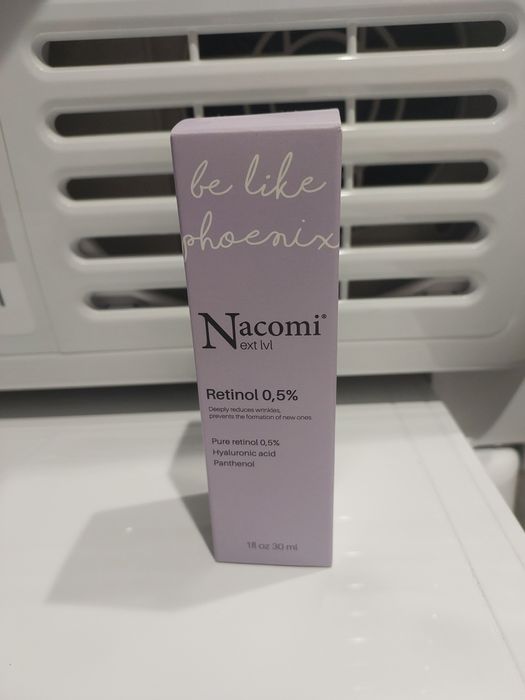 be like
phoenix
Nacomi®
ext lvl
Retinol 0,5%
Deeply reduces wrinkles,
prevents the formation of new ones.
Pure retinol 0,5%
Hyaluronic acid
Panthenol
1fl oz 30 ml